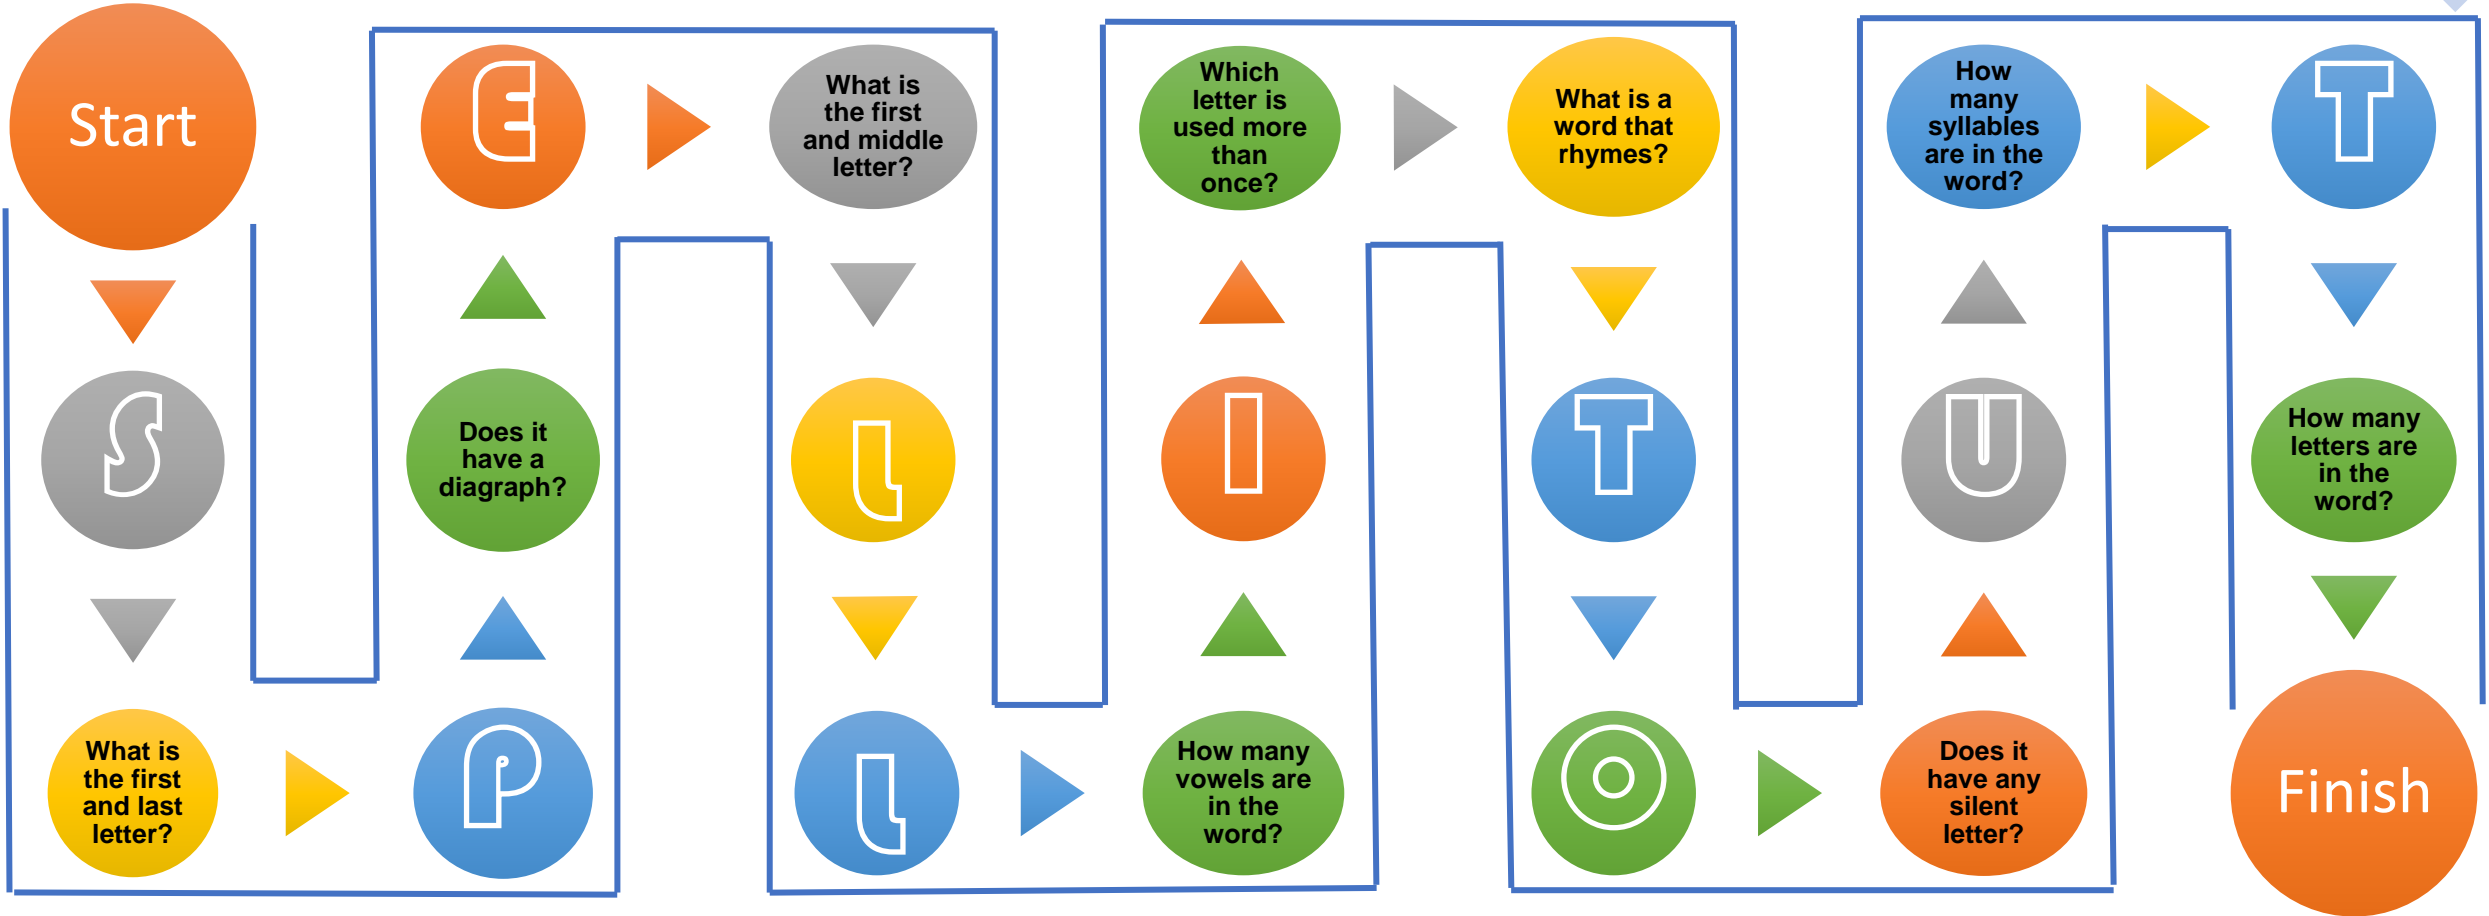 Start
S
What is
the first
and last
letter?
P
Does it
have a
diagraph?
E
What is
the first
and middle
letter?
l
l
How many
vowels are
in the
word?
I
Which
letter is
used more
than
once?
What is a
word that
rhymes?
T
O
Does it
have any
silent
letter?
U
How
many
syllables
are in the
word?
T
How many
letters are
in the
word?
Finish